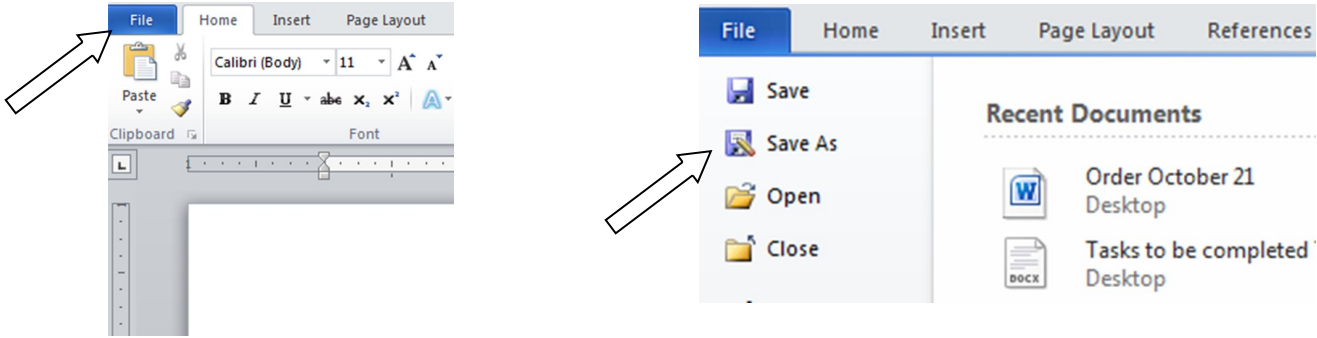 File Home Insert Page Layout
Calibri (Body) 11 A A
Paste B I U abe x₂ x² A
Clipboard Font
L 1
File Home Insert Page Layout References
Save
Recent Documents
Save As
Order October 21
Open
Desktop
Close
Tasks to be completed
DOCX Desktop